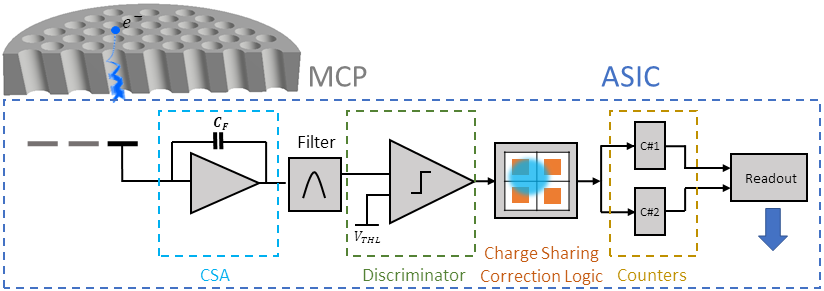 e⁻
MCP
ASIC
C_F
Filter
V_THL
C#1
C#2
Readout
CSA
Discriminator
Charge Sharing
Correction Logic
Counters